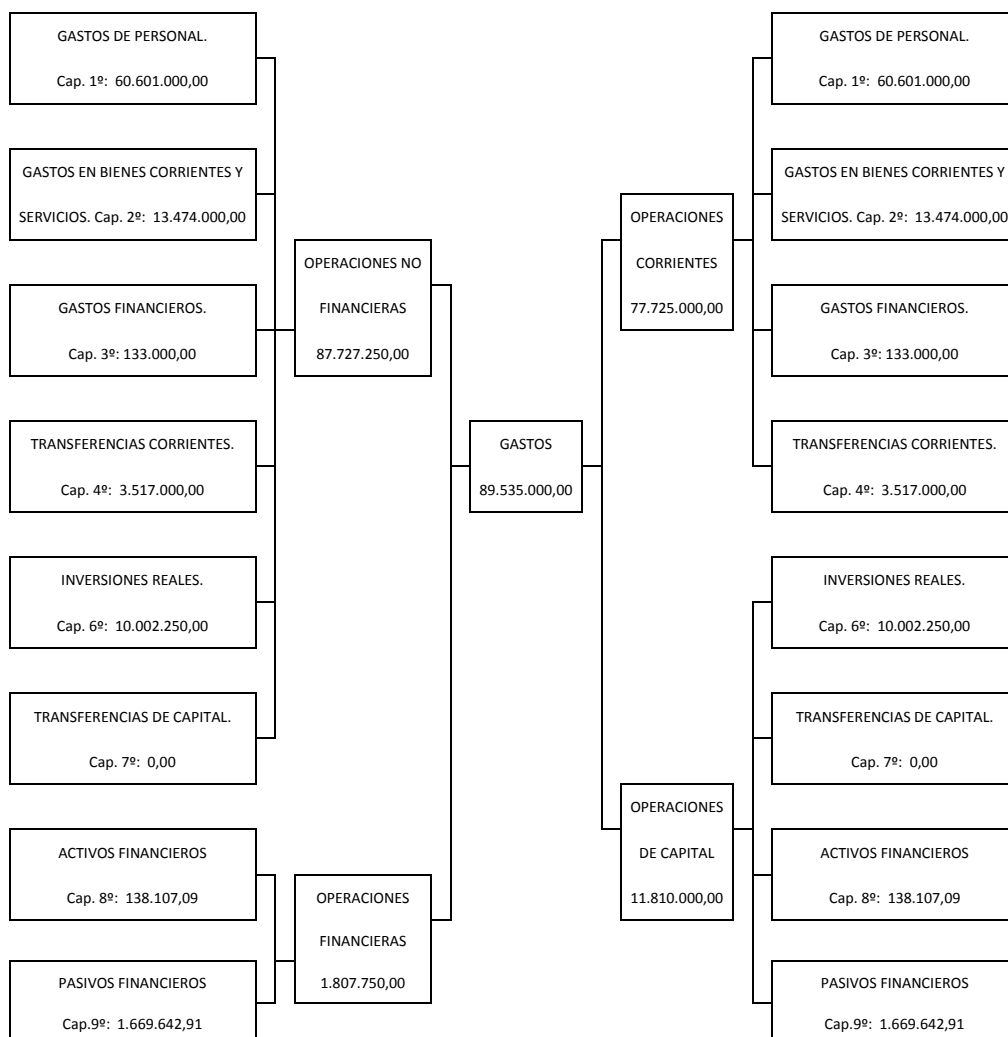 GASTOS DE PERSONAL.
Cap. 1º: 60.601.000,00
GASTOS EN BIENES CORRIENTES Y
SERVICIOS. Cap. 2º: 13.474.000,00
GASTOS FINANCIEROS.
Cap. 3º: 133.000,00
TRANSFERENCIAS CORRIENTES.
Cap. 4º: 3.517.000,00
INVERSIONES REALES.
Cap. 6º: 10.002.250,00
TRANSFERENCIAS DE CAPITAL.
Cap. 7º: 0,00
ACTIVOS FINANCIEROS
Cap. 8º: 138.107,09
PASIVOS FINANCIEROS
Cap.9º: 1.669.642,91
OPERACIONES NO
FINANCIERAS
87.727.250,00
OPERACIONES
FINANCIERAS
1.807.750,00
GASTOS
89.535.000,00
OPERACIONES
CORRIENTES
77.725.000,00
OPERACIONES
DE CAPITAL
11.810.000,00
GASTOS DE PERSONAL.
Cap. 1º: 60.601.000,00
GASTOS EN BIENES CORRIENTES Y
SERVICIOS. Cap. 2º: 13.474.000,00
GASTOS FINANCIEROS.
Cap. 3º: 133.000,00
TRANSFERENCIAS CORRIENTES.
Cap. 4º: 3.517.000,00
INVERSIONES REALES.
Cap. 6º: 10.002.250,00
TRANSFERENCIAS DE CAPITAL.
Cap. 7º: 0,00
ACTIVOS FINANCIEROS
Cap. 8º: 138.107,09
PASIVOS FINANCIEROS
Cap.9º: 1.669.642,91